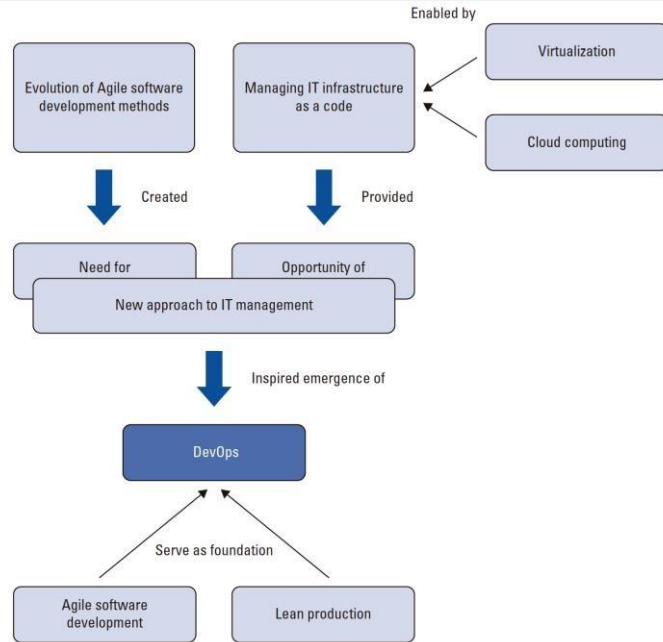 Enabled by
Virtualization
Evolution of Agile software
development methods
Managing IT infrastructure
as a code
Cloud computing
Created
Provided
Need for
Opportunity of
New approach to IT management
Inspired emergence of
DevOps
Serve as foundation
Agile software
development
Lean production